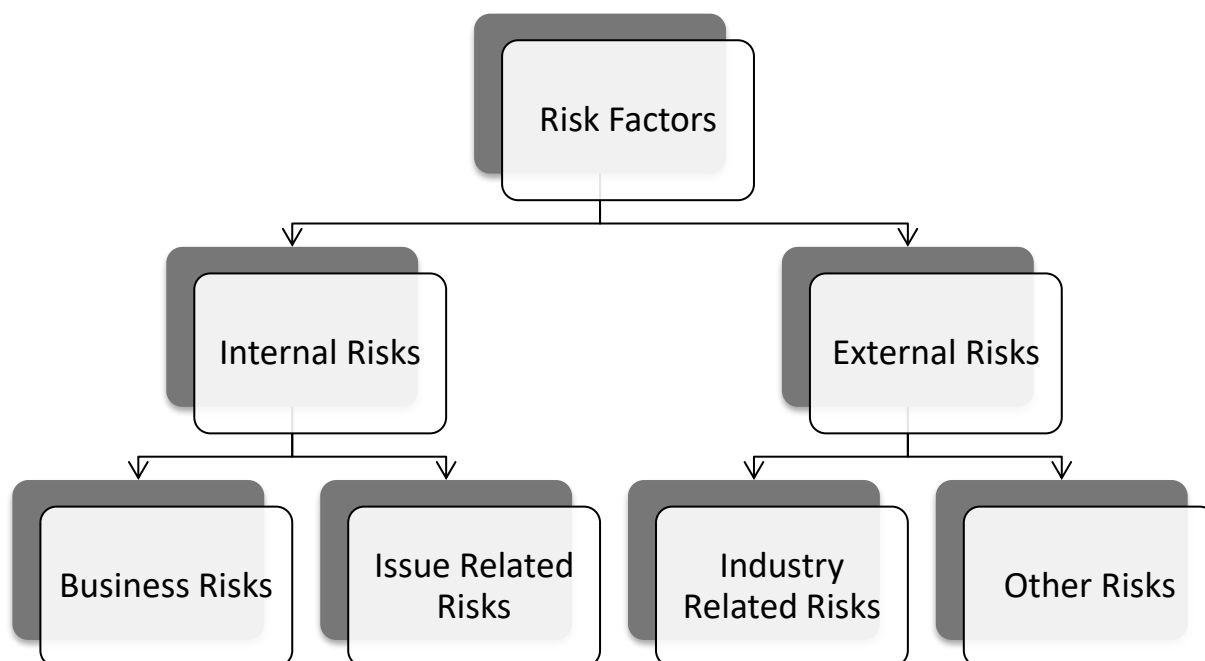 Risk Factors
Internal Risks
External Risks
Business Risks
Issue Related
Risks
Industry
Related Risks
Other Risks